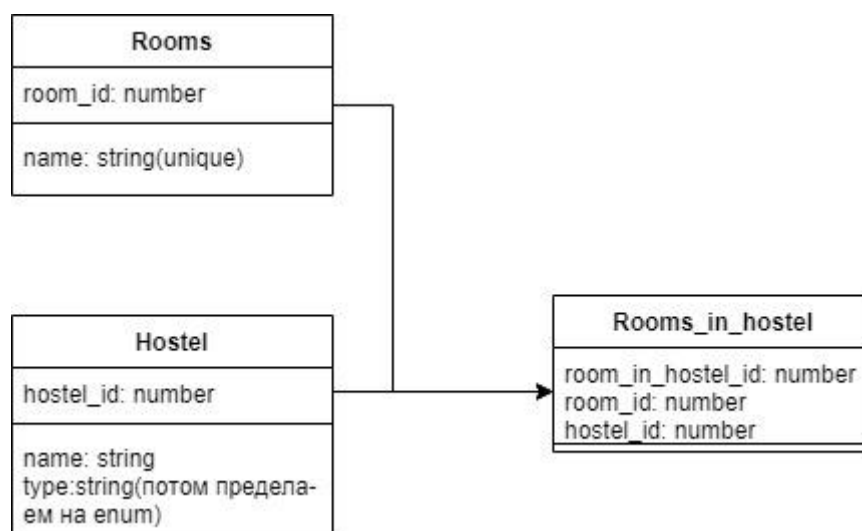 Rooms
room_id: number
name: string(unique)
Hostel
hostel_id: number
name: string
type:string(потом предела-
ем на enum)
Rooms_in_hostel
room_in_hostel_id: number
room_id: number
hostel_id: number